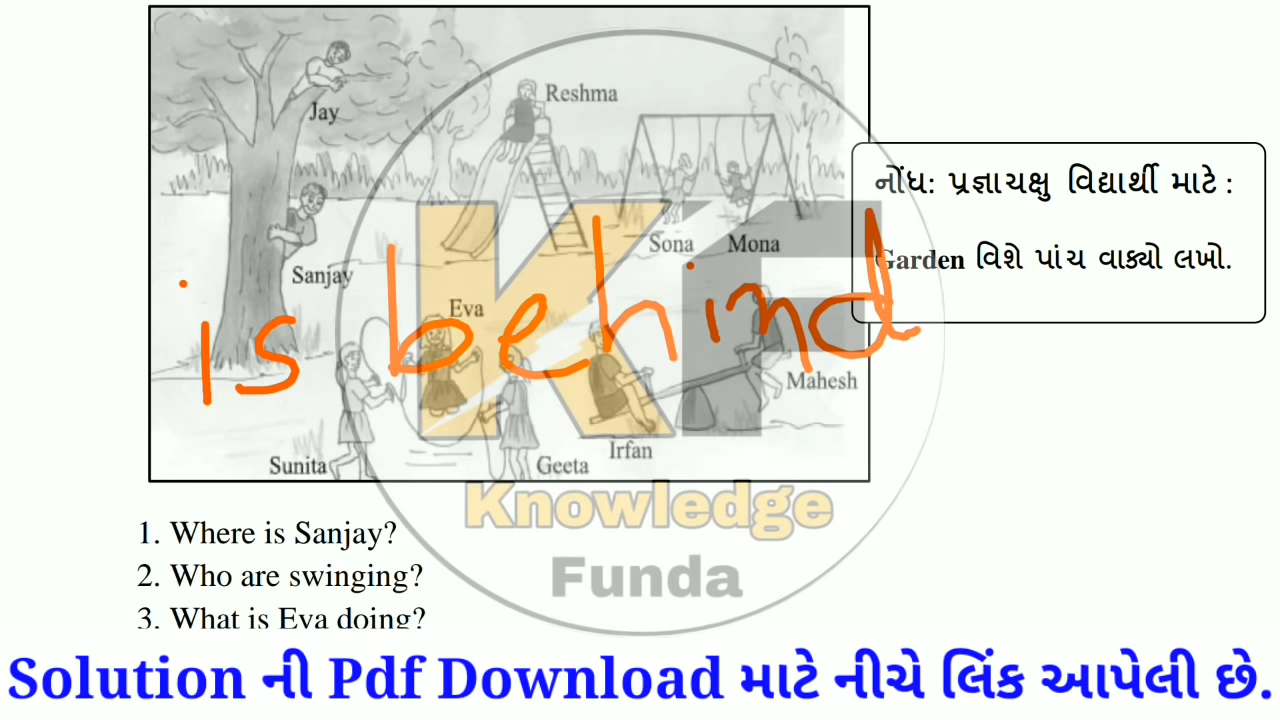 Jay
Reshma
નોંધ: પ્રજ્ઞાચક્ષુ વિદ્યાર્થી માટે :
Sona
Mona
Garden વિશે પાંચ વાક્યો લખો.
Sanjay
Eva
is behind
Mahesh
Irfan
Sunita
Geeta
KF
Knowledge
Funda
1. Where is Sanjay?
2. Who are swinging?
3. What is Eva doing?
Solution ની Pdf Download માટે નીચે લિંક આપેલી છે.